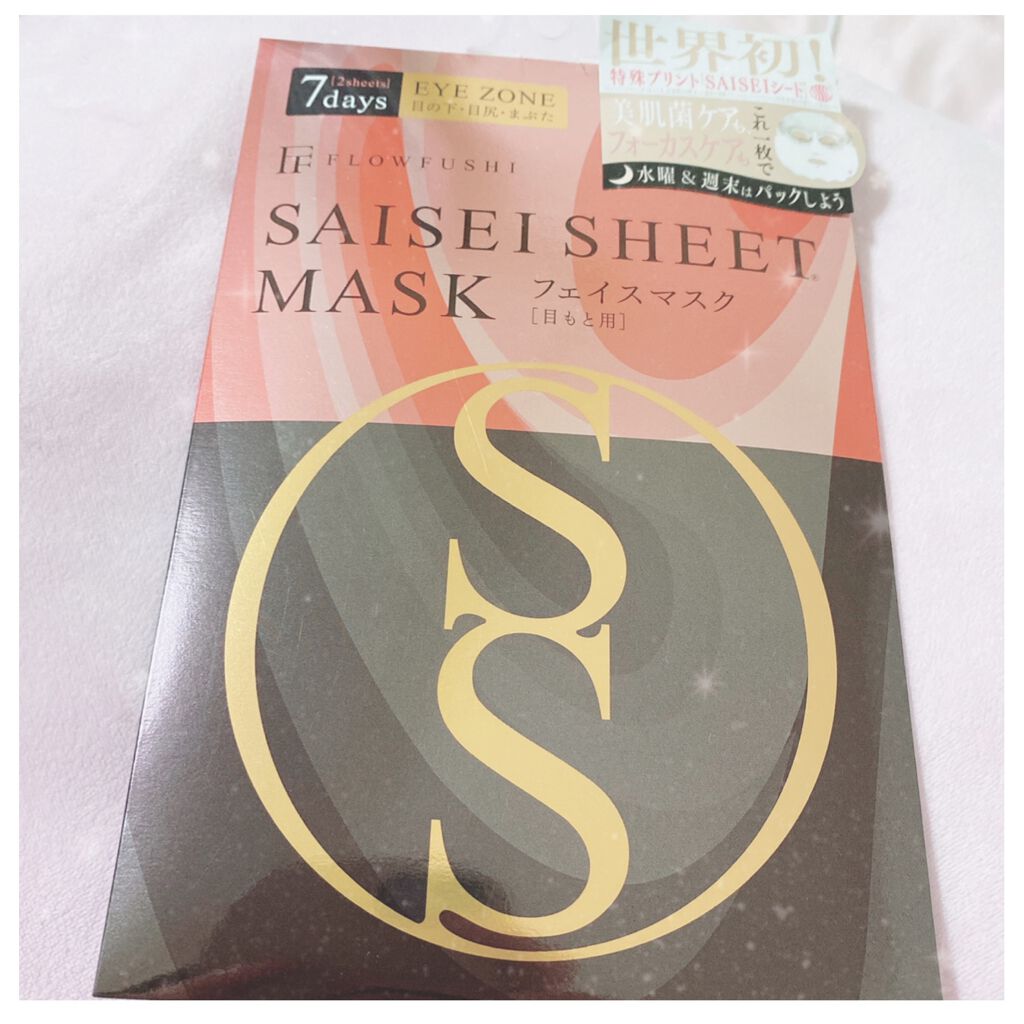 世界初!
特殊プリント「SAISEIシート」
美肌菌ケアも
フォーカスケアも
これ一枚で
水曜&週末はパックしよう
7days
[2sheets]
EYE ZONE
目の下・目尻・まぶた
FF FLOWFUSHI
SAISEI SHEET®
MASK フェイスマスク
[目もと用]
SS